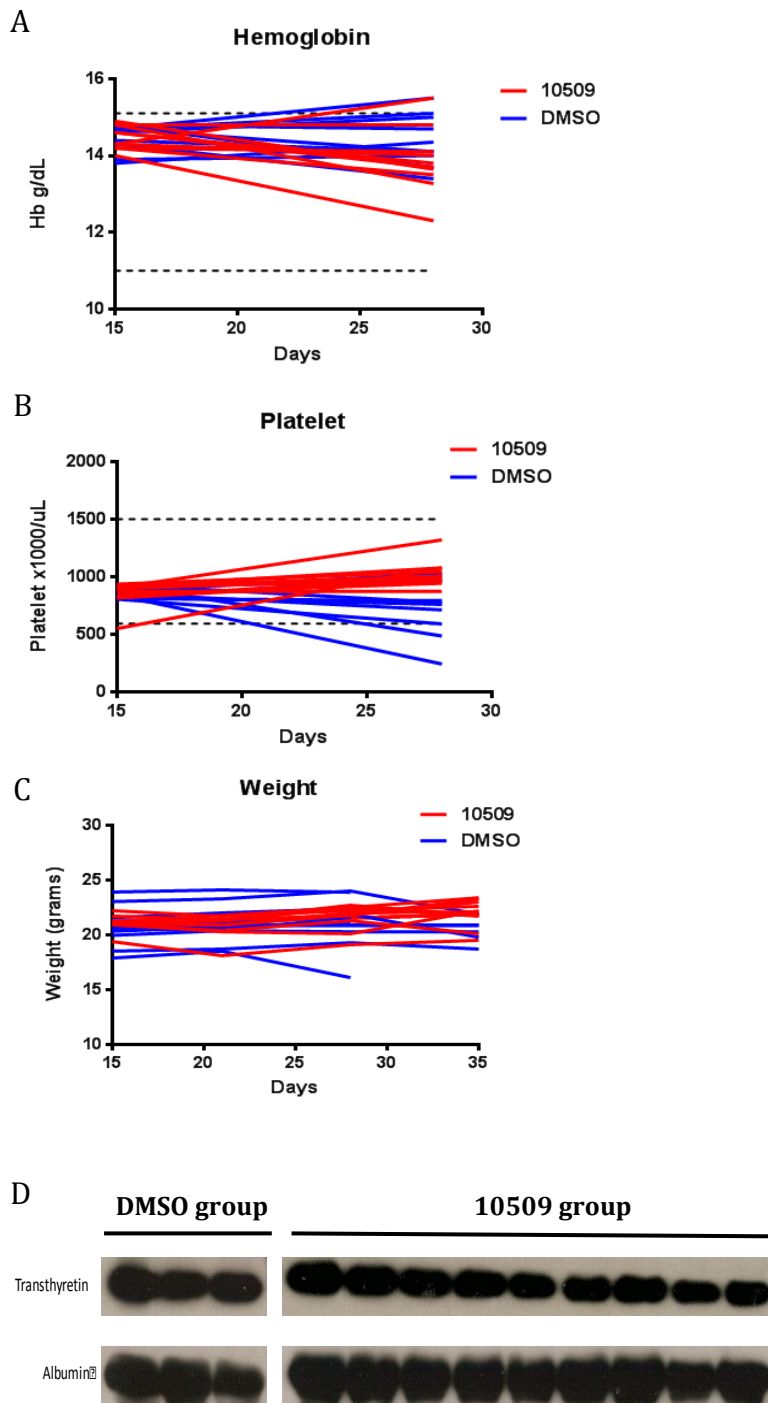 A
Hemoglobin
16
14
12
10
Hb g/dL
15
20
25
30
Days
10509
DMSO
B
Platelet
2000
1500
1000
500
0
Platelet x1000/uL
15
20
25
30
Days
10509
DMSO
C
Weight
30
25
20
15
10
Weight (grams)
15
20
25
30
35
Days
10509
DMSO
D
DMSO group
10509 group
Transthyretin
Albumin